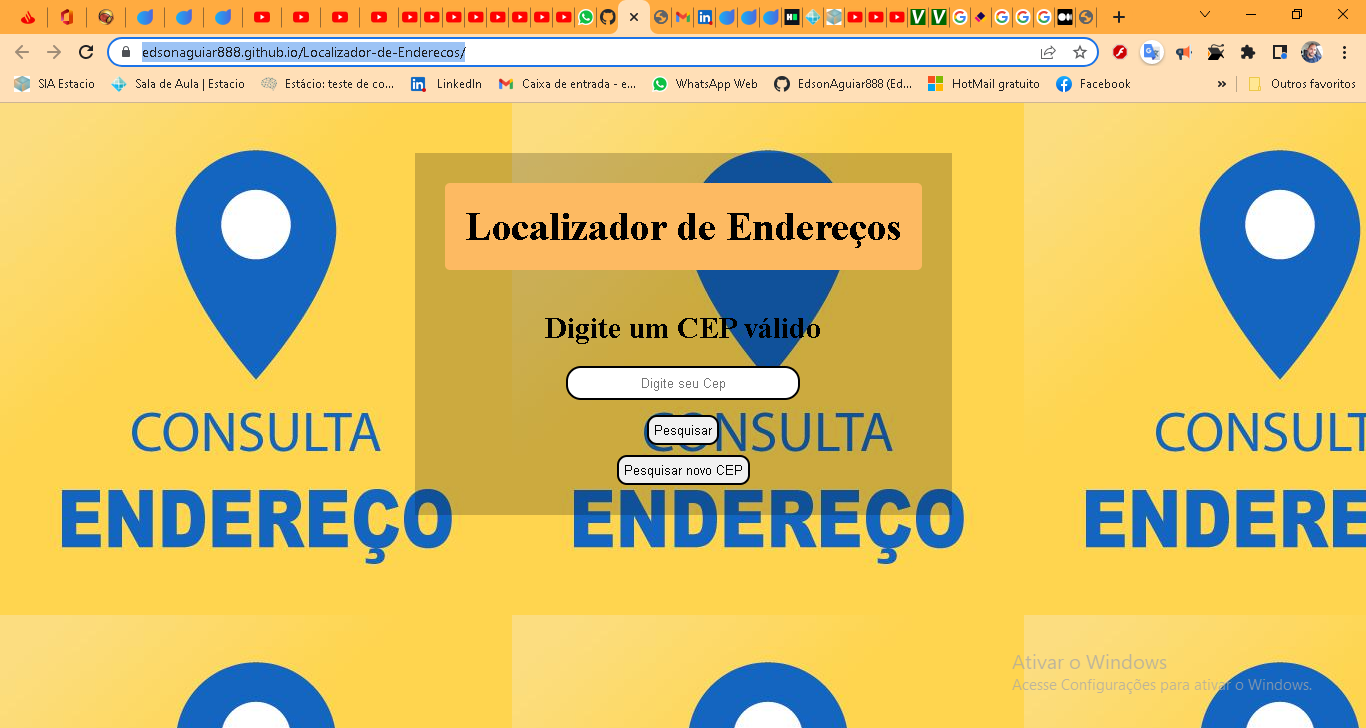 edsonaguiar888.github.io/Localizador-de-Enderecos/
SIA Estacio
Sala de Aula | Estacio
Estácio: teste de co...
LinkedIn
Caixa de entrada - e...
WhatsApp Web
EdsonAguiar888 (Ed...
HotMail gratuito
Facebook
»
Outros favoritos
Localizador de Endereços
Digite um CEP válido
Digite seu Cep
Pesquisar
Pesquisar novo CEP
CONSULTA
ENDEREÇO
CONSULTA
ENDEREÇO
CONSULT
ENDERE
Ativar o Windows
Acesse Configurações para ativar o Windows.